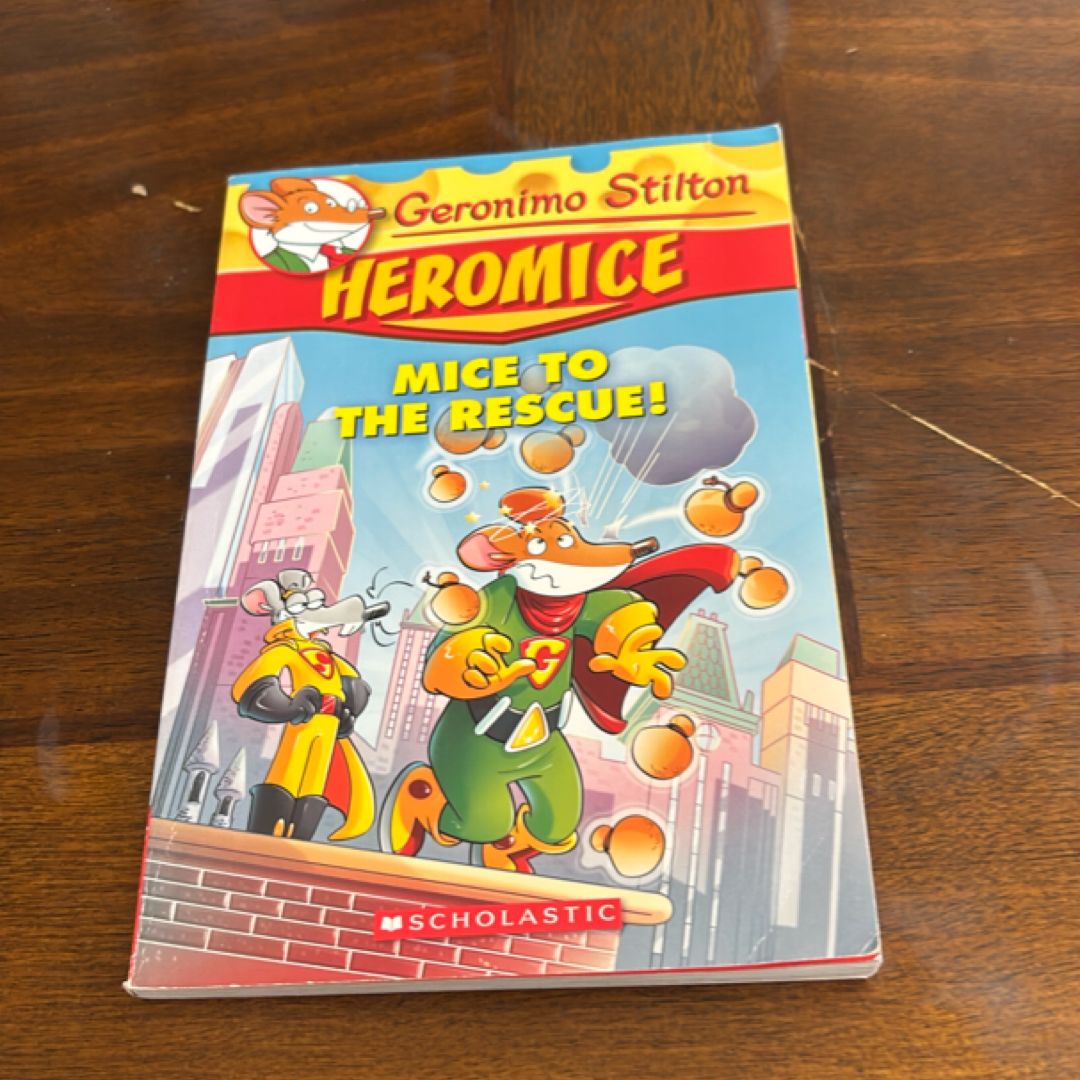 Geronimo Stilton
HEROMICE
MICE TO
THE RESCUE!
G
S
SCHOLASTIC